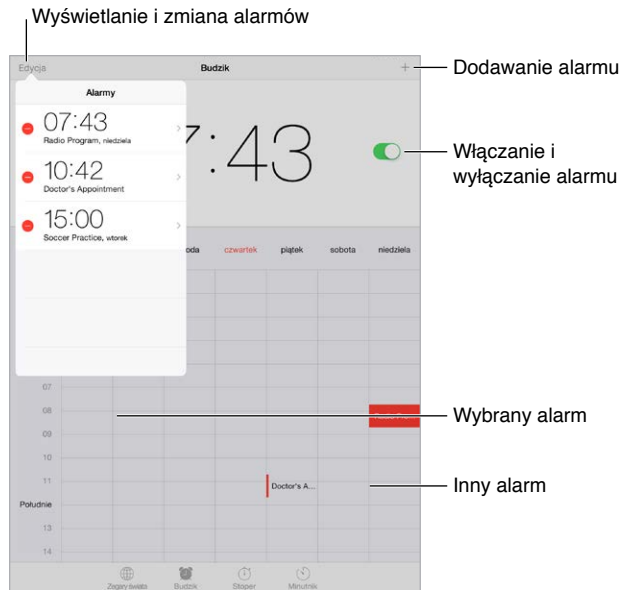 Wyświetlanie i zmiana alarmów
Edycja
Budzik
+
Dodawanie alarmu
Alarmy
07:43
Radio Program, niedziela
10:42
Doctor's Appointment
15:00
Soccer Practice, wtorek
7:43
Włączanie i
wyłączanie alarmu
oda czwartek piątek sobota niedziela
07
08
Wybrany alarm
09
10
11
Doctor's A...
Inny alarm
Południe
13
14
Zegary świata Budzik Stoper Minutnik